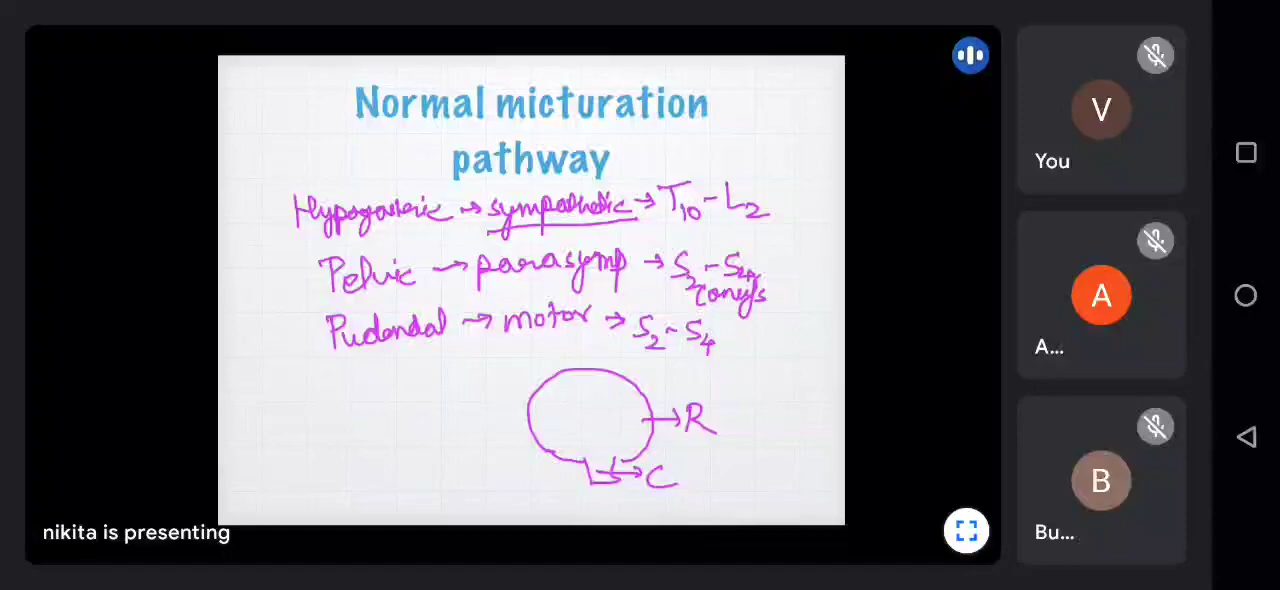 Normal micturation
pathway
Hypogastric → sympathetic → T10 - L2
Pelvic → parasymp → S2 - S4
Pudendal → motor → S2 - S4
→ R
→ C
nikita is presenting
V
You
A
A...
B
Bu...